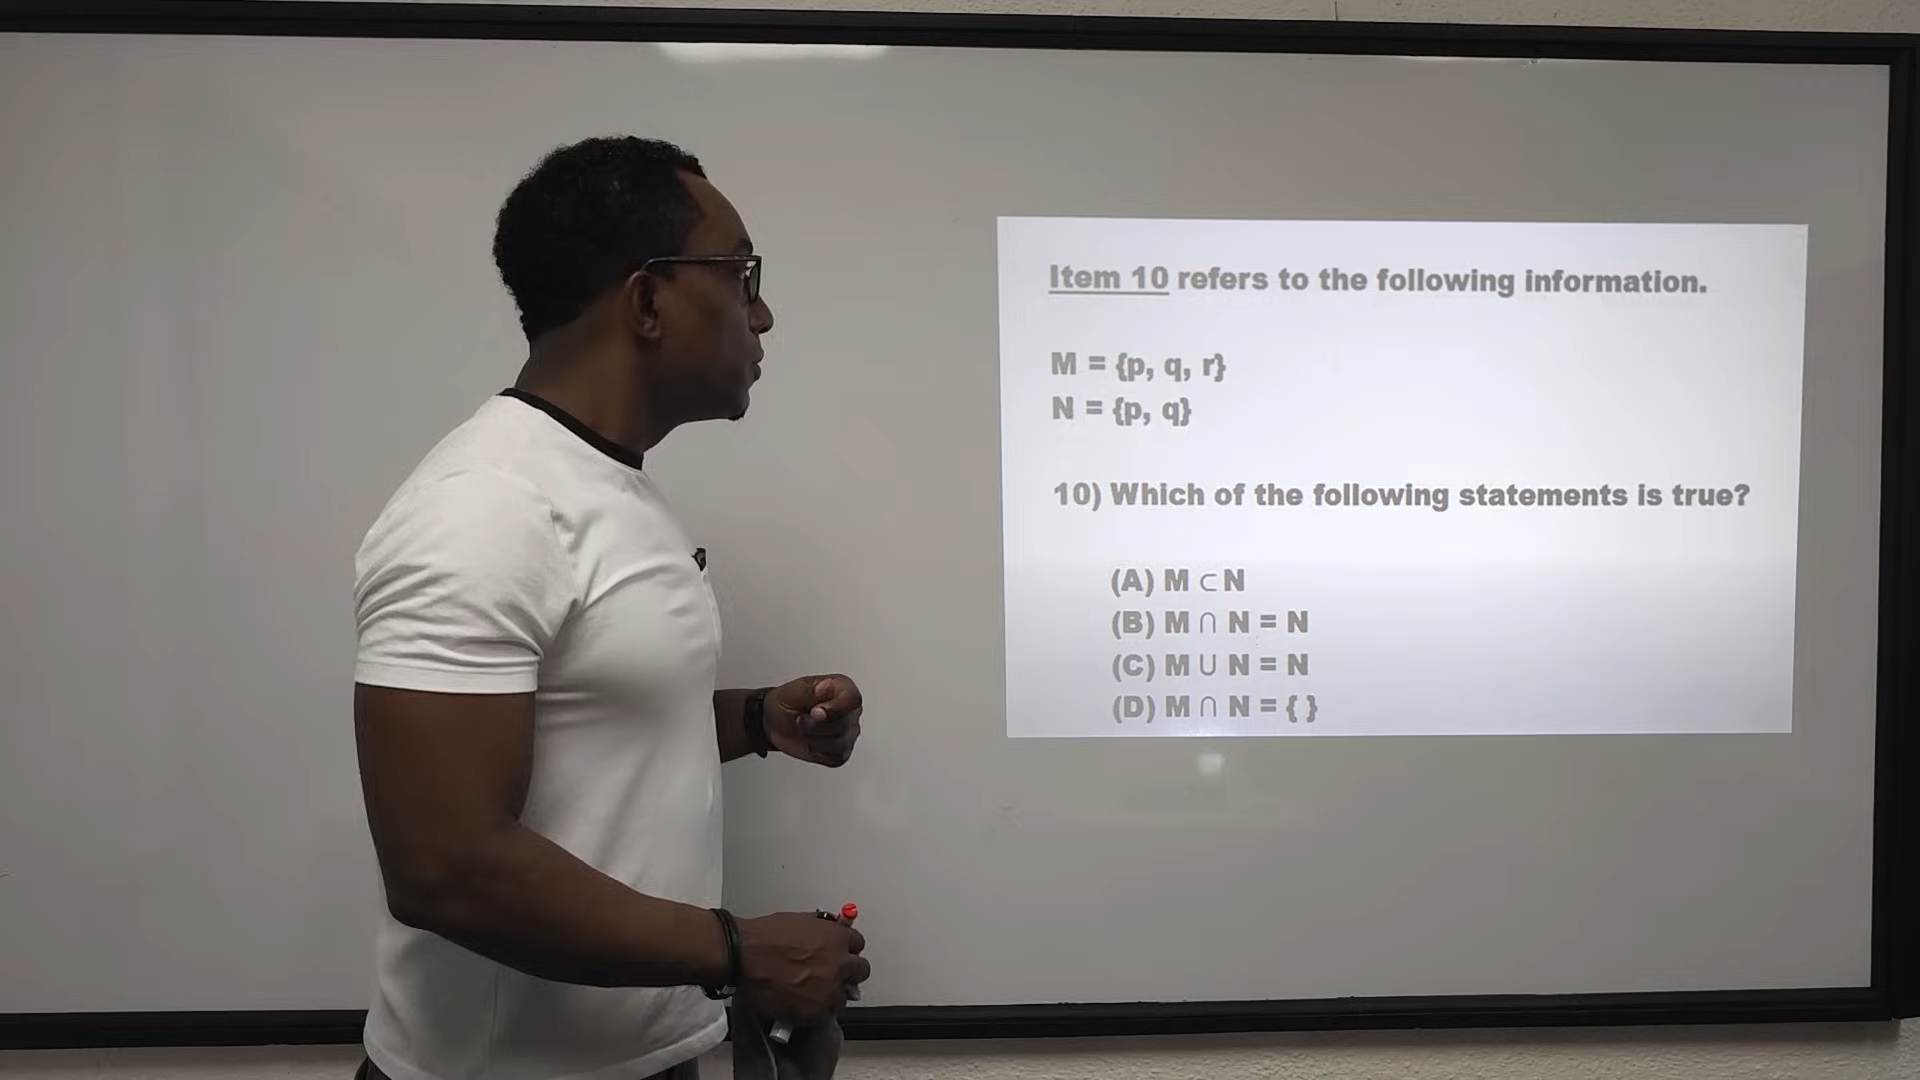 Item 10 refers to the following information.
M = {p, q, r}
N = {p, q}
10) Which of the following statements is true?
(A) M ⊂ N
(B) M ∩ N = N
(C) M ∪ N = N
(D) M ∩ N = { }